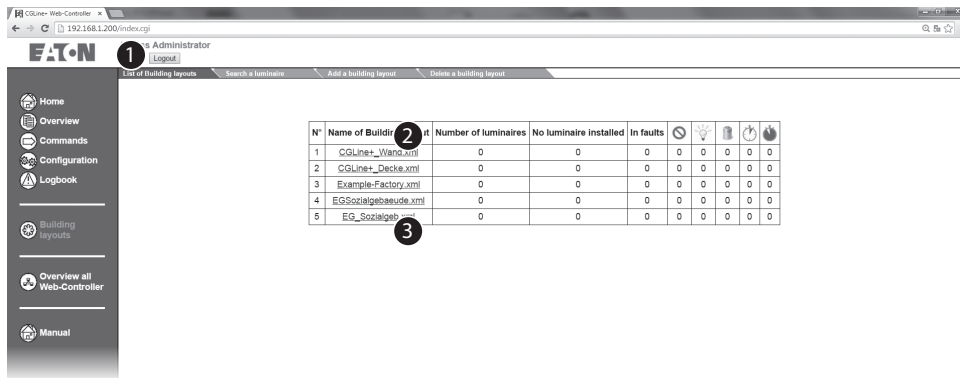 CGLine+ Web-Controller
192.168.1.200/index.cgi
EATON
Administrator
1
Logout
List of Building layouts Search a luminaire Add a building layout Delete a building layout
Home
Overview
Commands
Configuration
Logbook
Building
layouts
Overview all
Web-Controller
Manual
N° Name of Building 2 Number of luminaires No luminaire installed In faults
1 CGLine+_Wand.xml 0 0 0 0 0 0 0 0
2 CGLine+_Decke.xml 0 0 0 0 0 0 0 0
3 Example-Factory.xml 0 0 0 0 0 0 0 0
4 EGSozialgebaeude.xml 0 0 0 0 0 0 0 0
5 EG_Sozialgeb.xml 0 0 0 0 0 0 0 0
3